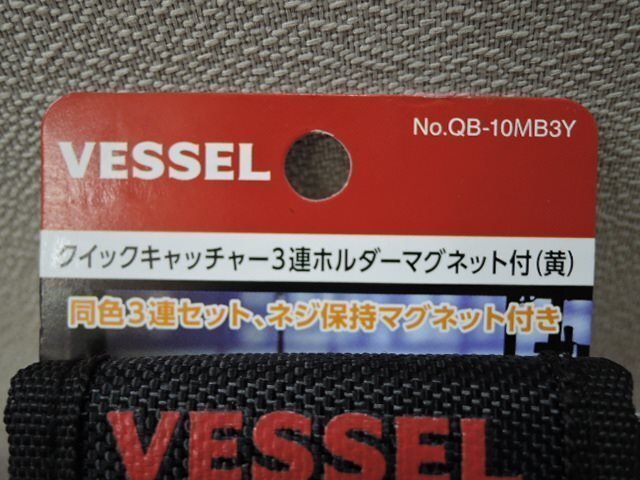 No.QB-10MB3Y
VESSEL
クイックキャッチャー3連ホルダーマグネット付(黄)
同色3連セット、ネジ保持マグネット付き
VESSEL